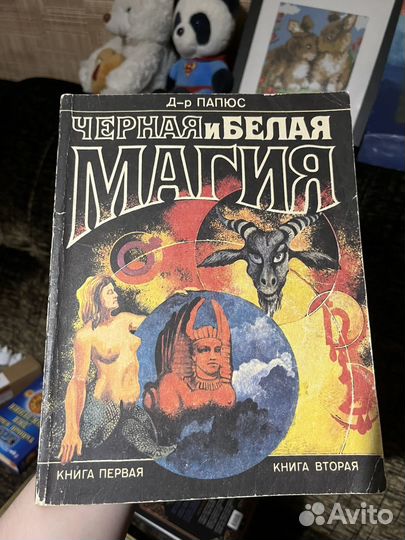 Д-р ПАПЮС
ЧЕРНАЯ И БЕЛАЯ
МАГИЯ
КНИГА ПЕРВАЯ
КНИГА ВТОРАЯ
Avito